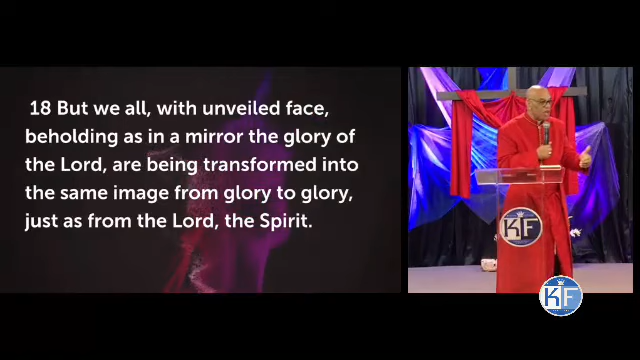 18 But we all, with unveiled face,
beholding as in a mirror the glory of
the Lord, are being transformed into
the same image from glory to glory,
just as from the Lord, the Spirit.
KF
KF